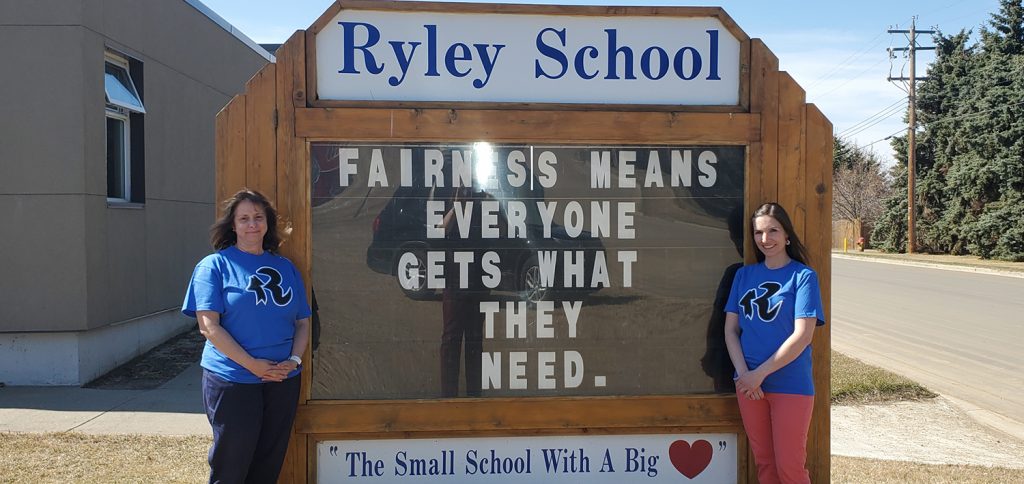 Ryley School
FAIRNESS MEANS
EVERYONE
GETS WHAT
THEY
NEED.
"The Small School With A Big ♥"
R
R